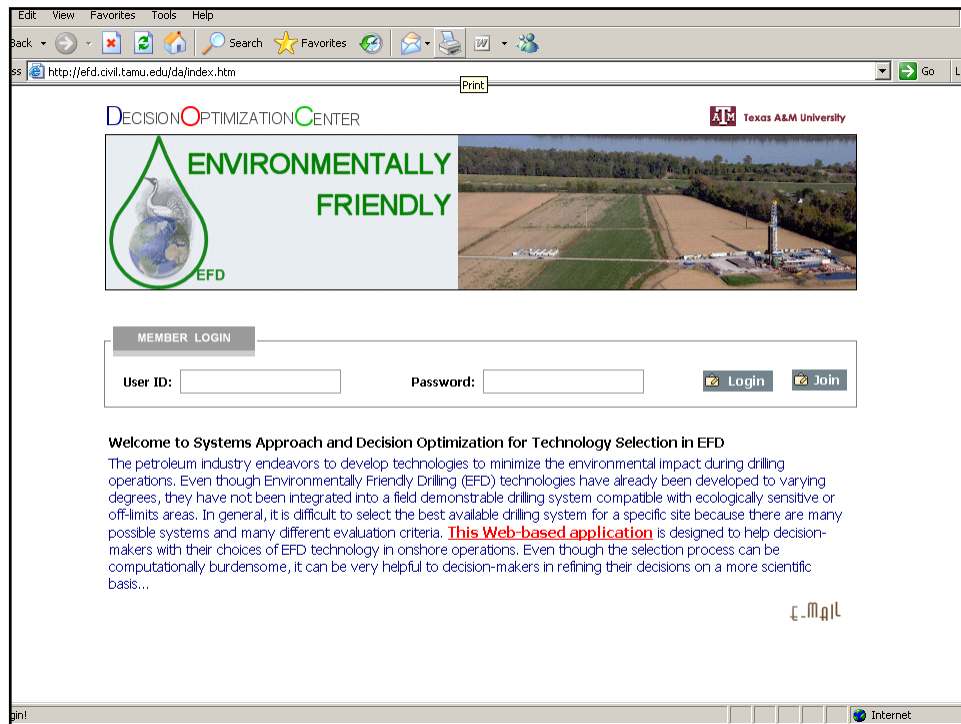 Edit View Favorites Tools Help
Back Search Favorites
ss http://efd.civil.tamu.edu/da/index.htm Go L
Print
DECISIONOPTIMIZATIONCENTER
ĀM Texas A&M University
ENVIRONMENTALLY
FRIENDLY
EFD
MEMBER LOGIN
User ID: Password: Login Join
Welcome to Systems Approach and Decision Optimization for Technology Selection in EFD
The petroleum industry endeavors to develop technologies to minimize the environmental impact during drilling
operations. Even though Environmentally Friendly Drilling (EFD) technologies have already been developed to varying
degrees, they have not been integrated into a field demonstrable drilling system compatible with ecologically sensitive or
off-limits areas. In general, it is difficult to select the best available drilling system for a specific site because there are many
possible systems and many different evaluation criteria. This Web-based application is designed to help decision-
makers with their choices of EFD technology in onshore operations. Even though the selection process can be
computationally burdensome, it can be very helpful to decision-makers in refining their decisions on a more scientific
basis...
E-MAIL
gin! Internet